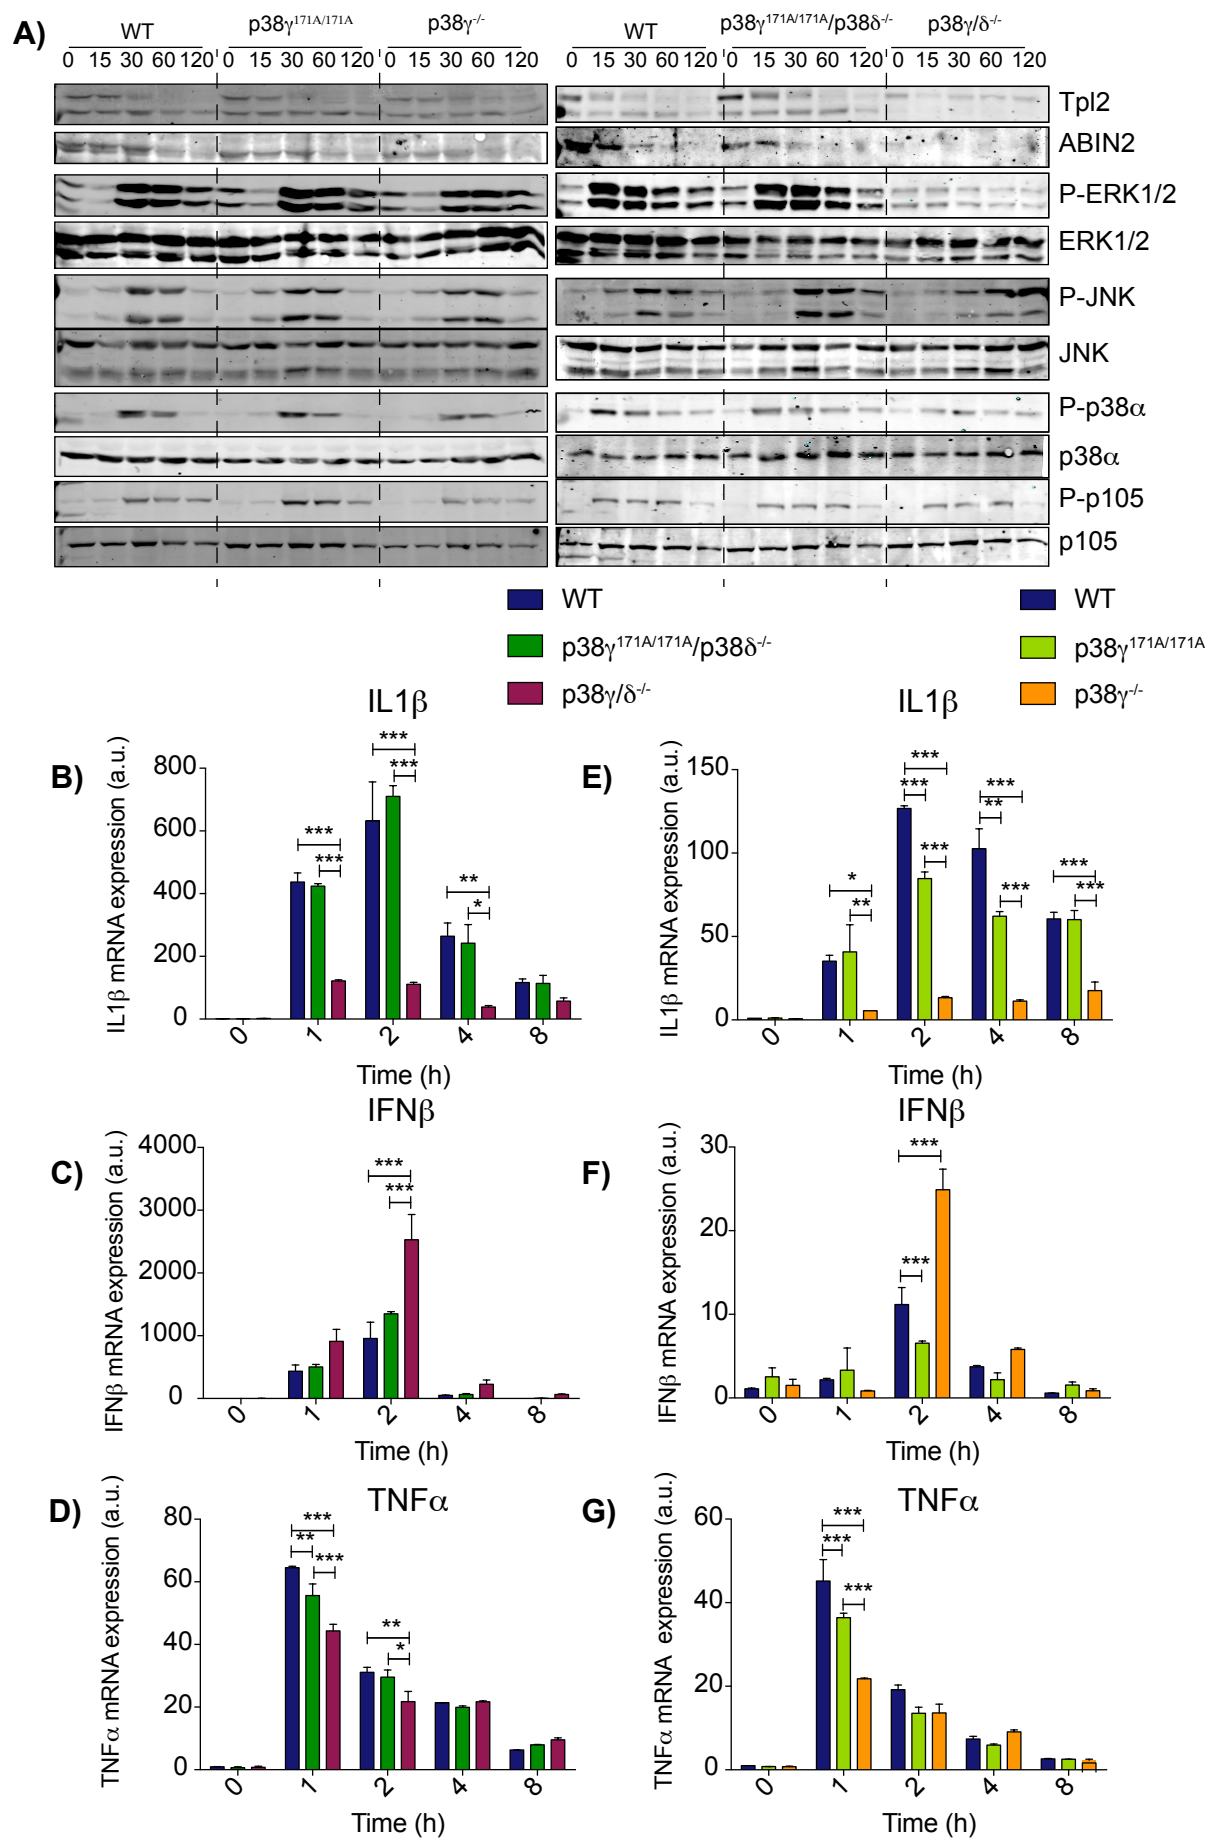 A)
WT p38γ171A/171A p38γ-/-
0 15 30 60 120 0 15 30 60 120 0 15 30 60 120
WT p38γ171A/171A/p38δ-/- p38γ/δ-/-
0 15 30 60 120 0 15 30 60 120 0 15 30 60 120
Tpl2
ABIN2
P-ERK1/2
ERK1/2
P-JNK
JNK
P-p38α
p38α
P-p105
p105
WT
p38γ171A/171A/p38δ-/-
p38γ/δ-/-
WT
p38γ171A/171A
p38γ-/-
B)
IL1β
IL1β mRNA expression (a.u.)
800
600
400
200
0
*** *** *** *** ** *
0 1 2 4 8
Time (h)
E)
IL1β
IL1β mRNA expression (a.u.)
150
100
50
0
* ** *** *** *** *** ** *** *** ***
0 1 2 4 8
Time (h)
C)
IFNβ
IFNβ mRNA expression (a.u.)
4000
3000
2000
1000
0
*** ***
0 1 2 4 8
Time (h)
F)
IFNβ
IFNβ mRNA expression (a.u.)
30
20
10
0
*** ***
0 1 2 4 8
Time (h)
D)
TNFα
TNFα mRNA expression (a.u.)
80
60
40
20
0
*** ** *** ** *
0 1 2 4 8
Time (h)
G)
TNFα
TNFα mRNA expression (a.u.)
60
40
20
0
*** *** ***
0 1 2 4 8
Time (h)